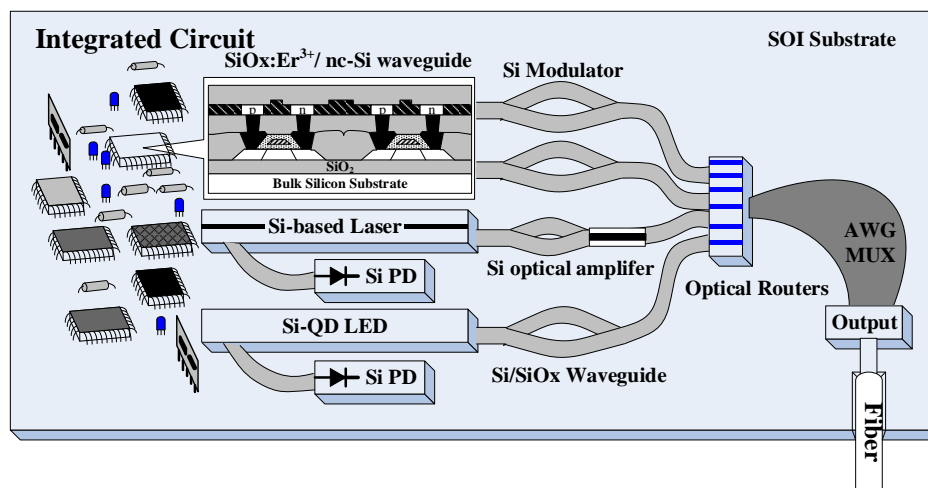 Integrated Circuit
SOI Substrate
SiOx:Er³⁺/ nc-Si waveguide
Si Modulator
p
n
p
n
SiO₂
Bulk Silicon Substrate
Si-based Laser
Si optical amplifer
AWG
MUX
Si PD
Optical Routers
Si-QD LED
Output
Si PD
Si/SiOx Waveguide
Fiber